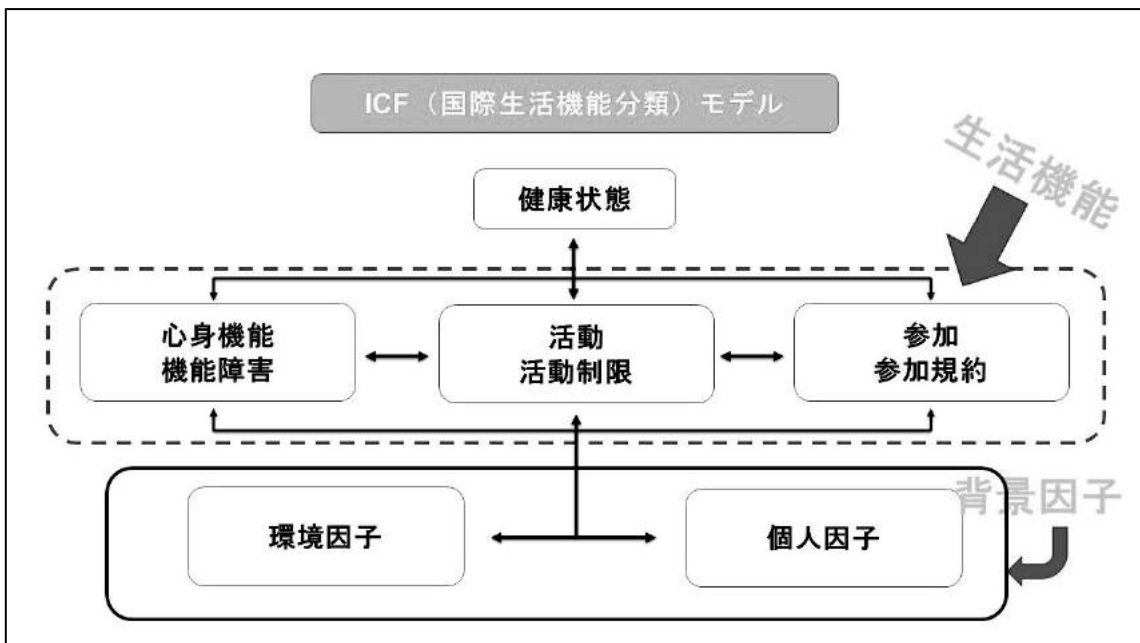 ICF（国際生活機能分類）モデル
生活機能
健康状態
心身機能
機能障害
活動
活動制限
参加
参加規約
背景因子
環境因子
個人因子